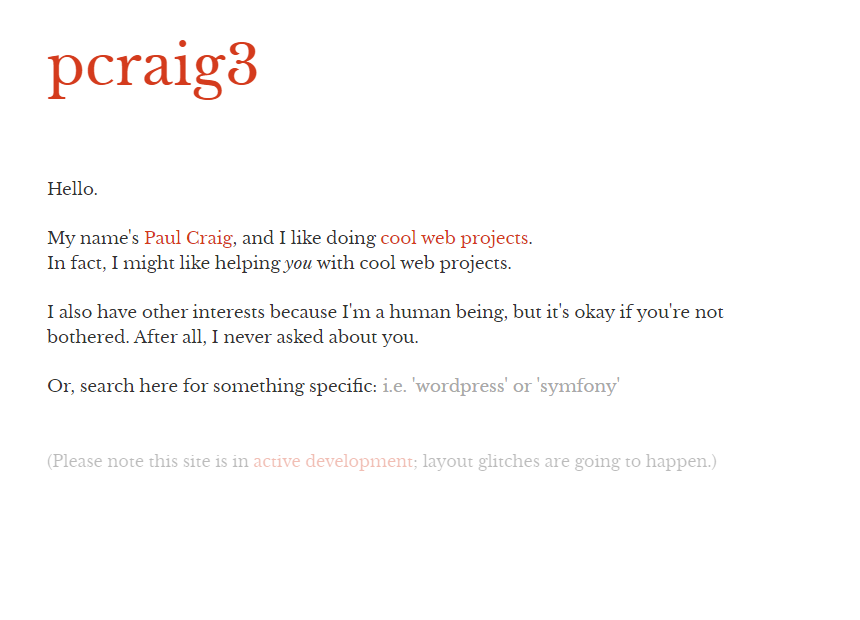 pcraig3
Hello.
My name's Paul Craig, and I like doing cool web projects.
In fact, I might like helping you with cool web projects.
I also have other interests because I'm a human being, but it's okay if you're not
bothered. After all, I never asked about you.
Or, search here for something specific: i.e. 'wordpress' or 'symfony'
(Please note this site is in active development; layout glitches are going to happen.)